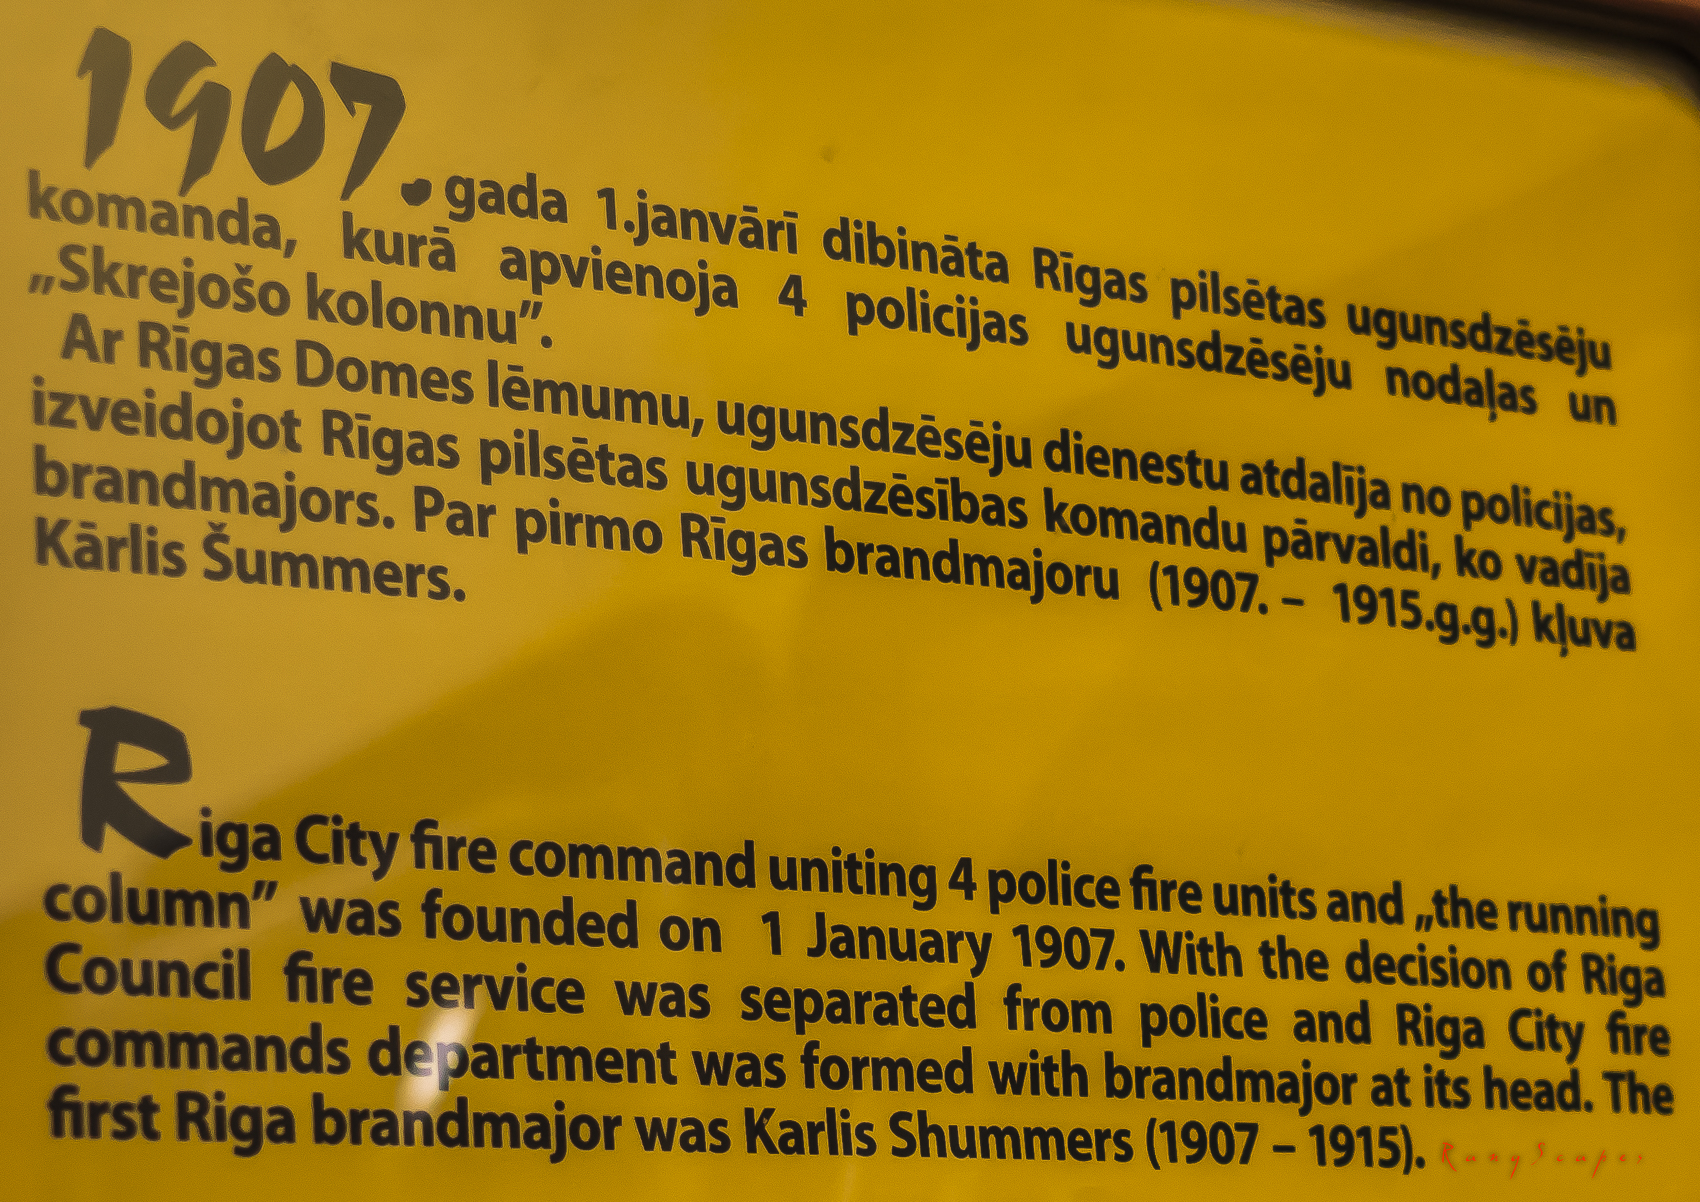 1907. gada 1.janvārī dibināta Rīgas pilsētas ugunsdzēsēju
komanda, kurā apvienoja 4 policijas ugunsdzēsēju nodaļas un
„Skrejošo kolonnu”.
Ar Rīgas Domes lēmumu, ugunsdzēsēju dienestu atdalīja no policijas,
izveidojot Rīgas pilsētas ugunsdzēsības komandu pārvaldi, ko vadīja
brandmajors. Par pirmo Rīgas brandmajoru (1907. – 1915.g.g.) kļuva
Kārlis Šummers.
Riga City fire command uniting 4 police fire units and „the running
column” was founded on 1 January 1907. With the decision of Riga
Council fire service was separated from police and Riga City fire
commands department was formed with brandmajor at its head. The
first Riga brandmajor was Karlis Shummers (1907 – 1915).